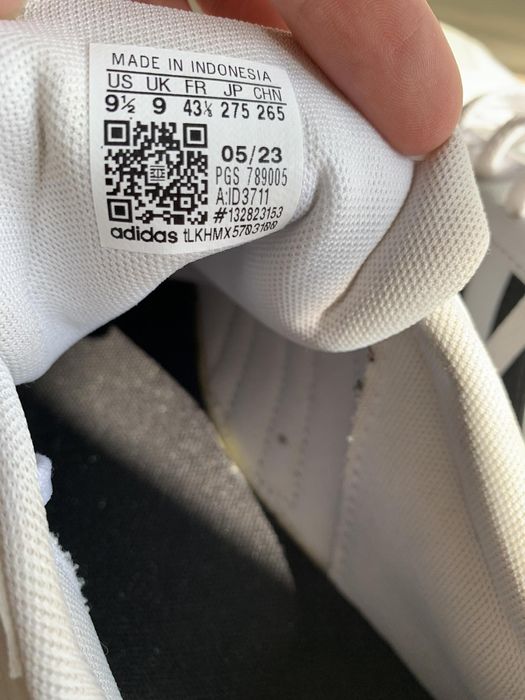 MADE IN INDONESIA
US UK FR JP CHN
9½ 9 43⅓ 275 265
05/23
PGS 789005
A:ID3711
#132823153
adidas tLKHMX5703100